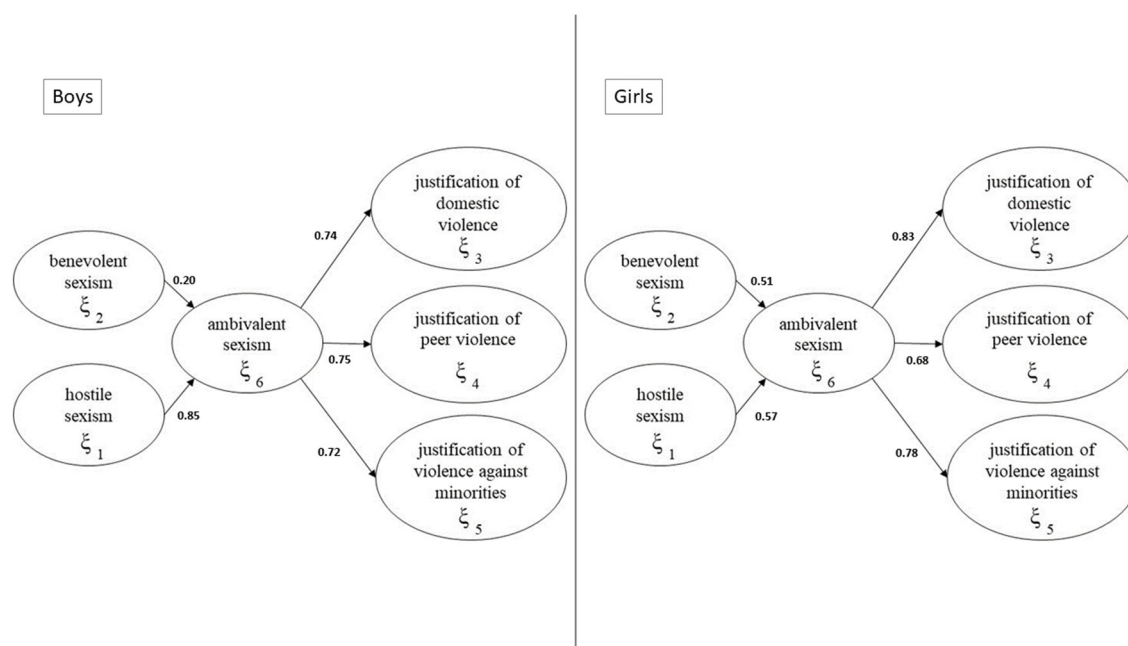 Boys
justification of
domestic
violence
ξ 3
0.74
benevolent
sexism
ξ 2
0.20
ambivalent
sexism
ξ 6
justification of
peer violence
ξ 4
0.75
hostile
sexism
ξ 1
0.85
0.72
justification of
violence against
minorities
ξ 5
Girls
justification of
domestic
violence
ξ 3
0.83
benevolent
sexism
ξ 2
0.51
ambivalent
sexism
ξ 6
justification of
peer violence
ξ 4
0.68
hostile
sexism
ξ 1
0.57
0.78
justification of
violence against
minorities
ξ 5